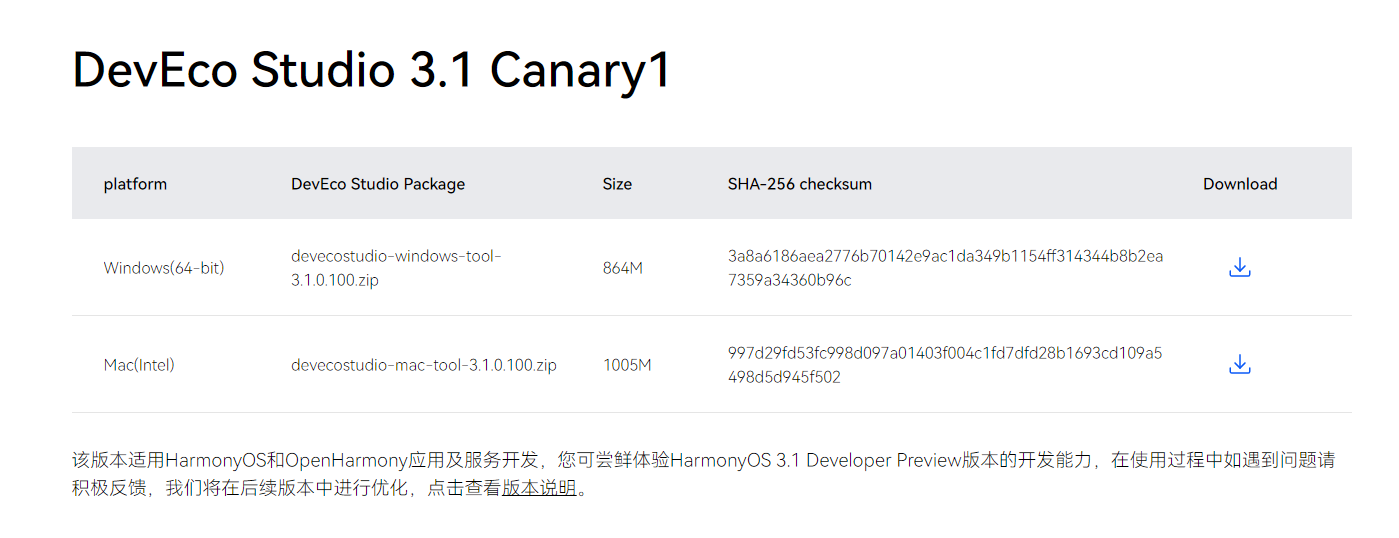 DevEco Studio 3.1 Canary1
platform DevEco Studio Package Size SHA-256 checksum Download
Windows(64-bit) devecostudio-windows-tool-3.1.0.100.zip 864M 3a8a6186aea2776b70142e9ac1da349b1154ff314344b8b2ea7359a34360b96c
Mac(Intel) devecostudio-mac-tool-3.1.0.100.zip 1005M 997d29fd53fc998d097a01403f004c1fd7dfd28b1693cd109a5498d5d945f502
该版本适用HarmonyOS和OpenHarmony应用及服务开发，您可尝鲜体验HarmonyOS 3.1 Developer Preview版本的开发能力，在使用过程中如遇到问题请
积极反馈，我们将在后续版本中进行优化，点击查看版本说明。